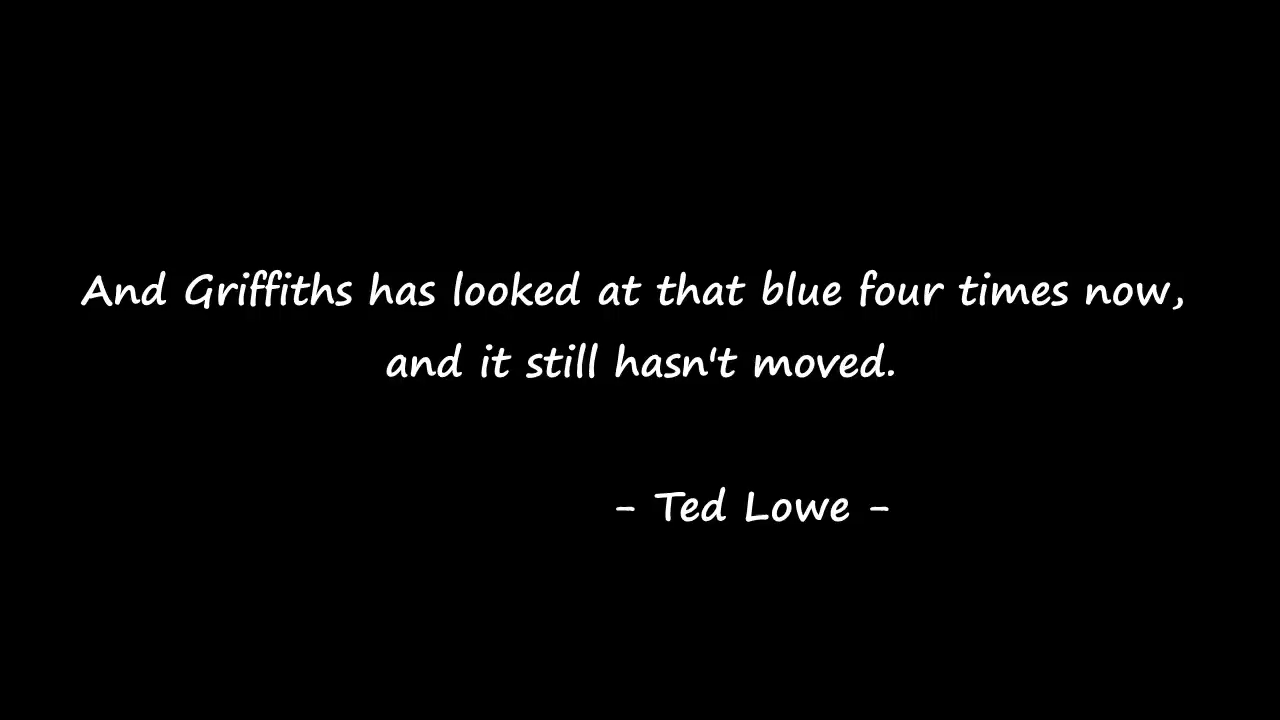 And Griffiths has looked at that blue four times now,
and it still hasn't moved.
- Ted Lowe -